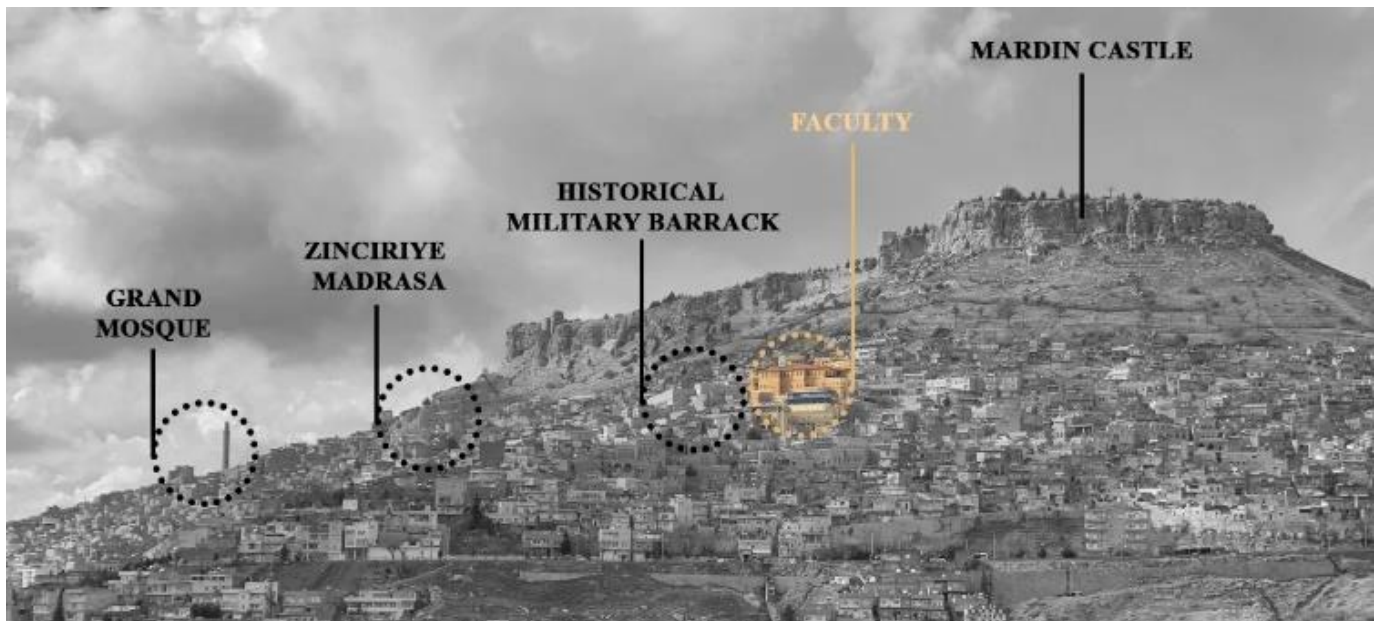 MARDIN CASTLE
FACULTY
HISTORICAL
MILITARY BARRACK
ZINCIRIYE
MADRASA
GRAND
MOSQUE